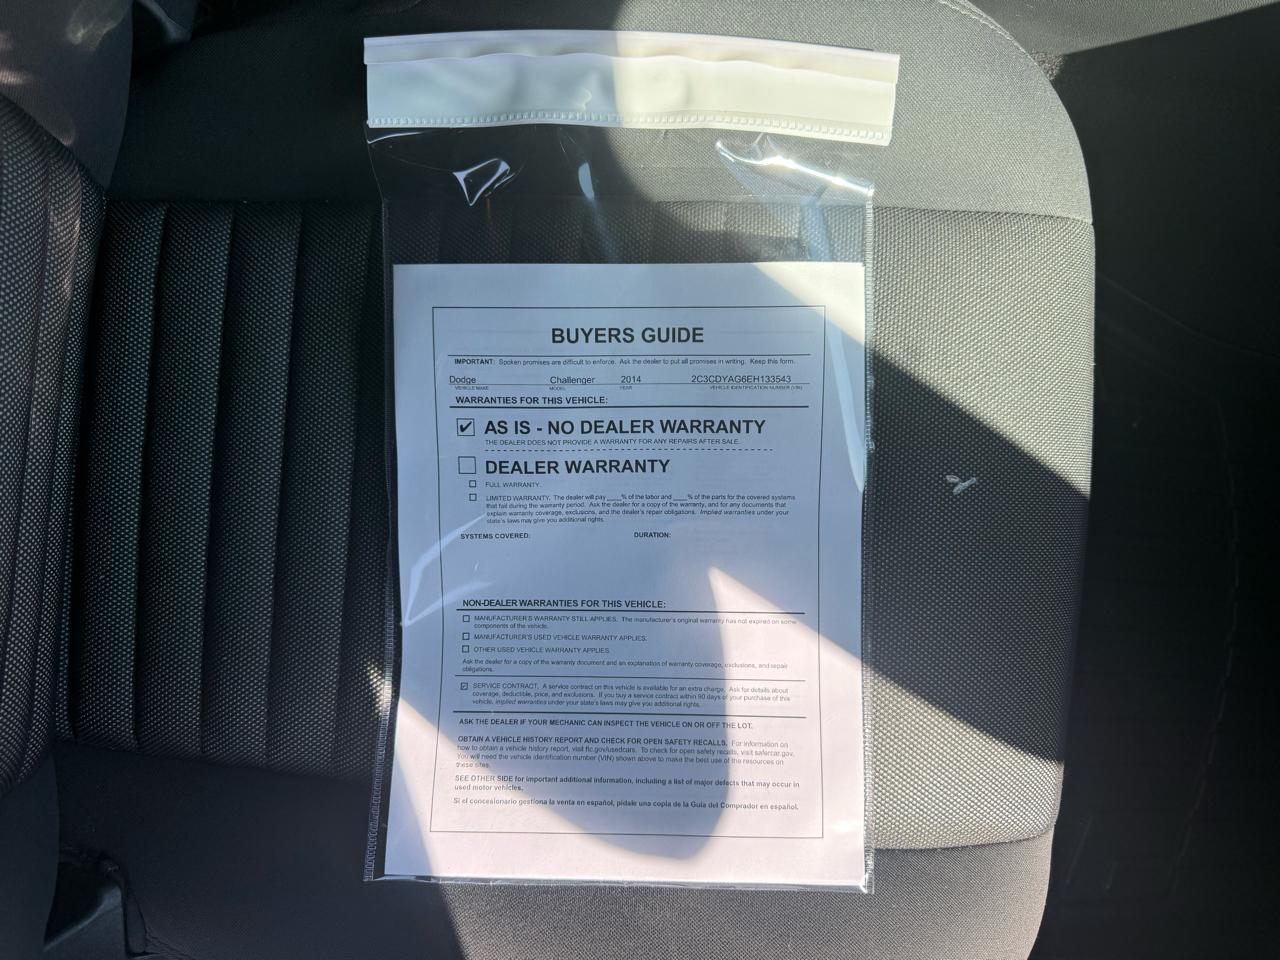 BUYERS GUIDE
IMPORTANT: Spoken promises are difficult to enforce. Ask the dealer to put all promises in writing. Keep this form.
Dodge Challenger 2014 2C3CDYAG6EH133543
VEHICLE MAKE MODEL YEAR VEHICLE IDENTIFICATION NUMBER (VIN)
WARRANTIES FOR THIS VEHICLE:
✔ AS IS - NO DEALER WARRANTY
THE DEALER DOES NOT PROVIDE A WARRANTY FOR ANY REPAIRS AFTER SALE.
DEALER WARRANTY
FULL WARRANTY.
LIMITED WARRANTY. The dealer will pay ____% of the labor and ____% of the parts for the covered systems
that fail during the warranty period. Ask the dealer for a copy of the warranty, and for any documents that
explain warranty coverage, exclusions, and the dealer's repair obligations. Implied warranties under your
state's laws may give you additional rights.
SYSTEMS COVERED: DURATION:
NON-DEALER WARRANTIES FOR THIS VEHICLE:
MANUFACTURER'S WARRANTY STILL APPLIES. The manufacturer's original warranty has not expired on some
components of the vehicle.
MANUFACTURER'S USED VEHICLE WARRANTY APPLIES.
OTHER USED VEHICLE WARRANTY APPLIES.
Ask the dealer for a copy of the warranty document and an explanation of warranty coverage, exclusions, and repair
obligations.
SERVICE CONTRACT. A service contract on this vehicle is available for an extra charge. Ask for details about
coverage, deductible, price, and exclusions. If you buy a service contract within 90 days of your purchase of this
vehicle, implied warranties under your state's laws may give you additional rights.
ASK THE DEALER IF YOUR MECHANIC CAN INSPECT THE VEHICLE ON OR OFF THE LOT.
OBTAIN A VEHICLE HISTORY REPORT AND CHECK FOR OPEN SAFETY RECALLS. For information on
how to obtain a vehicle history report, visit ftc.gov/usedcars. To check for open safety recalls, visit safercar.gov.
You will need the vehicle identification number (VIN) shown above to make the best use of the resources on
these sites.
SEE OTHER SIDE for important additional information, including a list of major defects that may occur in
used motor vehicles.
Si el concesionario gestiona la venta en español, pídale una copia de la Guía del Comprador en español.